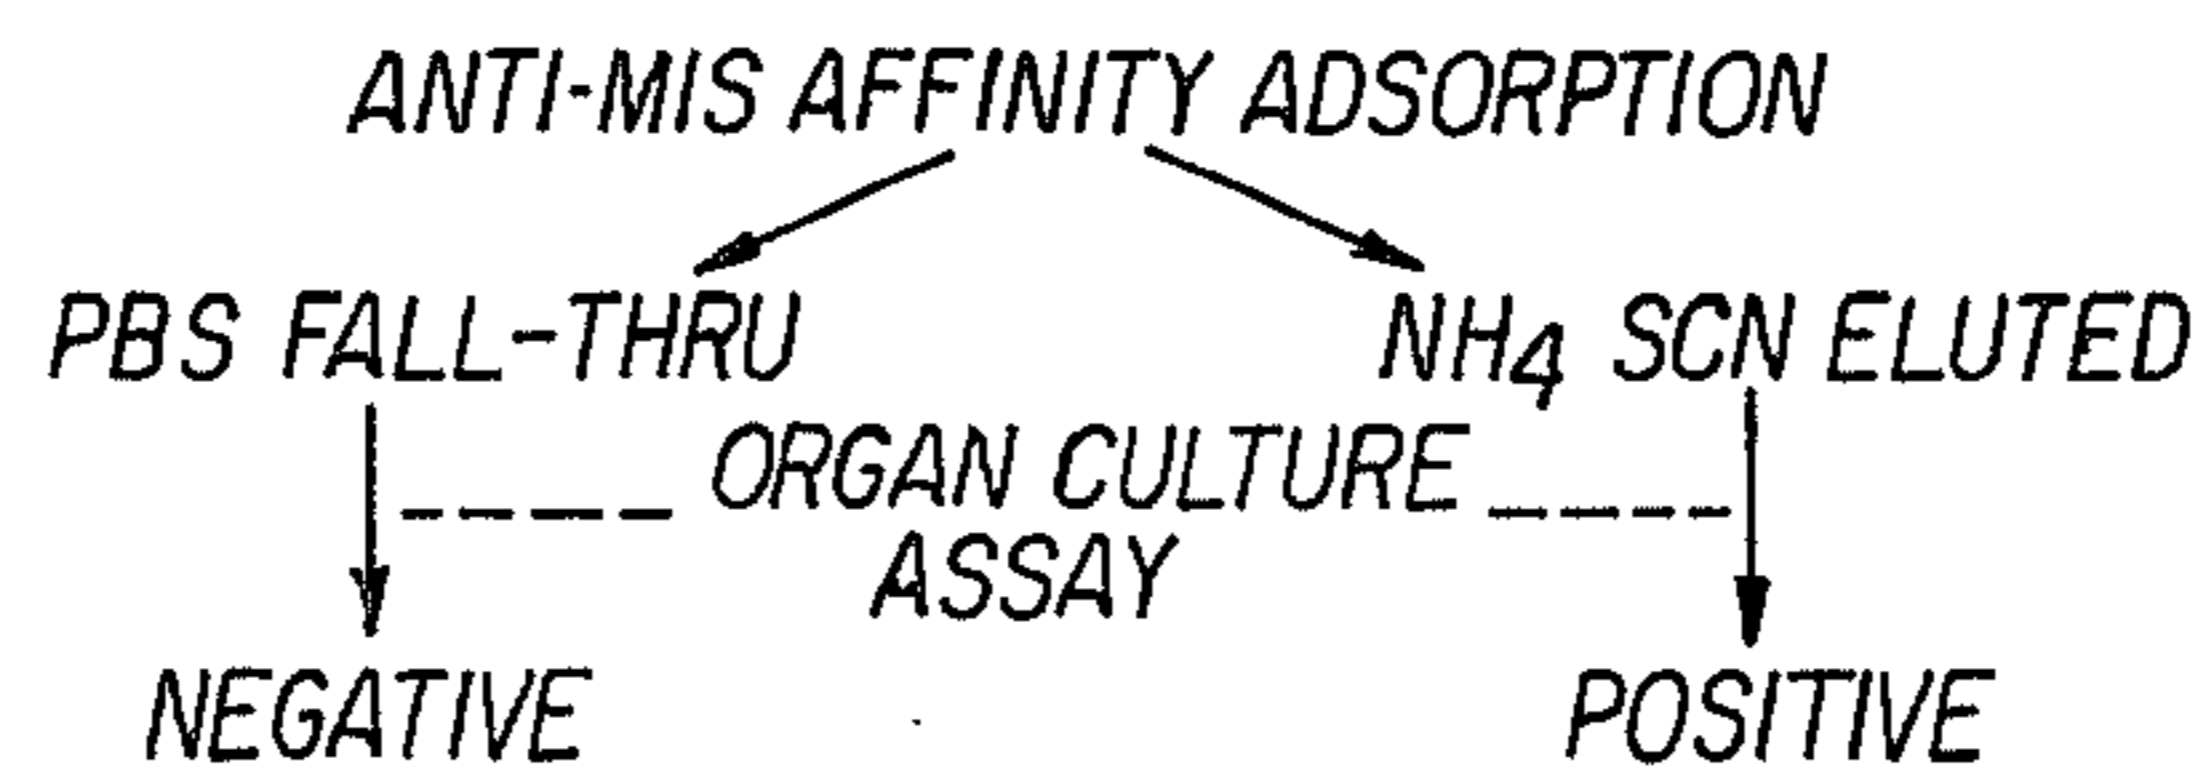 ANTI-MIS AFFINITY ADSORPTION
PBS FALL-THRU
NH4 SCN ELUTED
ORGAN CULTURE
ASSAY
NEGATIVE
POSITIVE